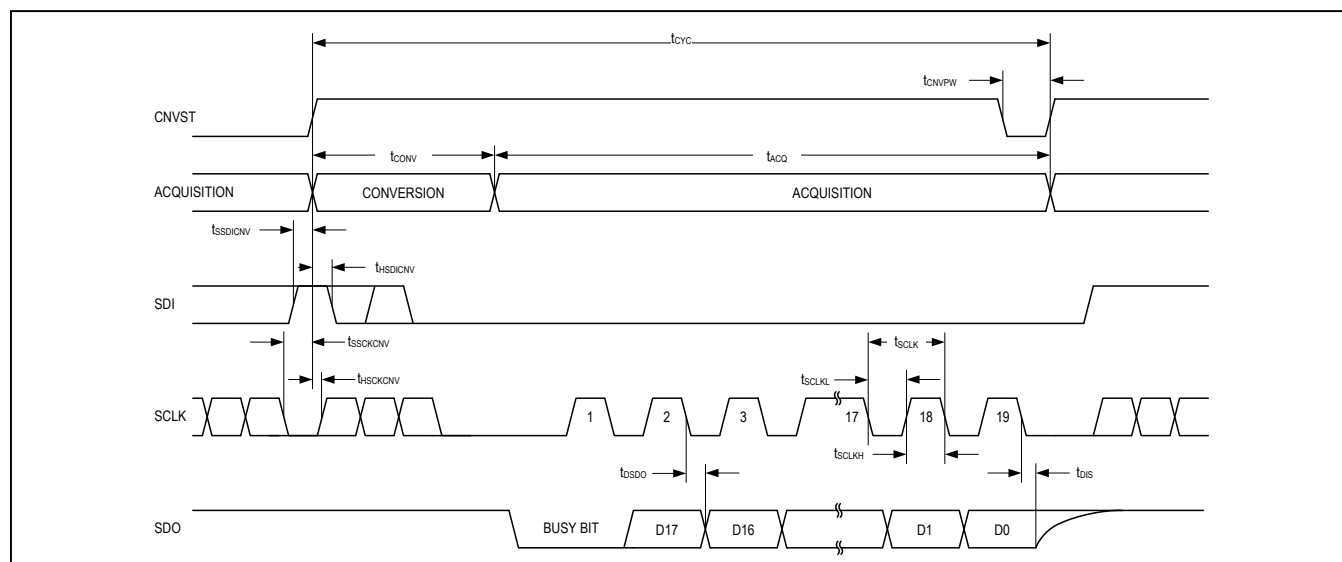 tCYC
tCNVPW
CNVST
tCONV
tACQ
ACQUISITION CONVERSION ACQUISITION
tSSDICNV
tHSDICNV
SDI
tSSCKCNV
tSCLK
tHSCKCNV
tSCLKL
SCLK 1 2 3 17 18 19
tSCLKH
tDSDO
tDIS
SDO BUSY BIT D17 D16 D1 D0